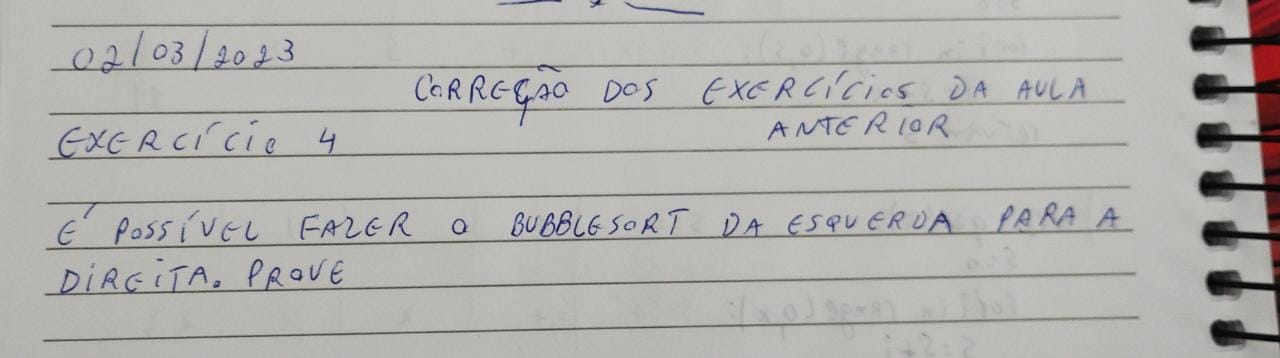 02/03/2023
CORREÇÃO DOS EXERCÍCIOS DA AULA
ANTERIOR
EXERCÍCIO 4
É POSSÍVEL FAZER O BUBBLESORT DA ESQUERDA PARA A
DIREITA. PROVE